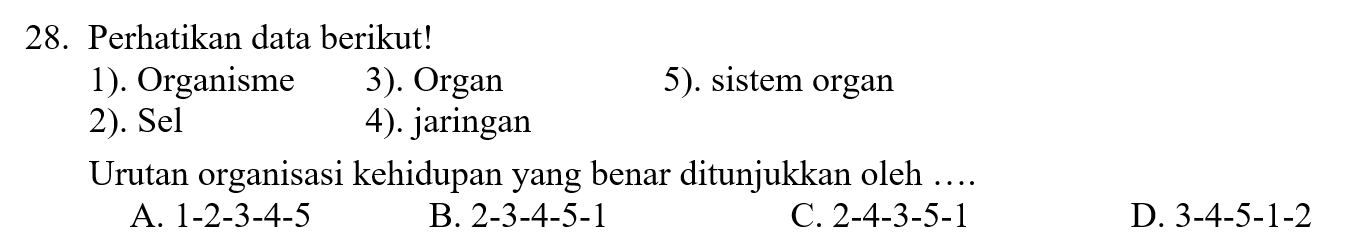 28. Perhatikan data berikut!
1). Organisme 3). Organ 5). sistem organ
2). Sel 4). jaringan
Urutan organisasi kehidupan yang benar ditunjukkan oleh ….
A. 1-2-3-4-5 B. 2-3-4-5-1 C. 2-4-3-5-1 D. 3-4-5-1-2